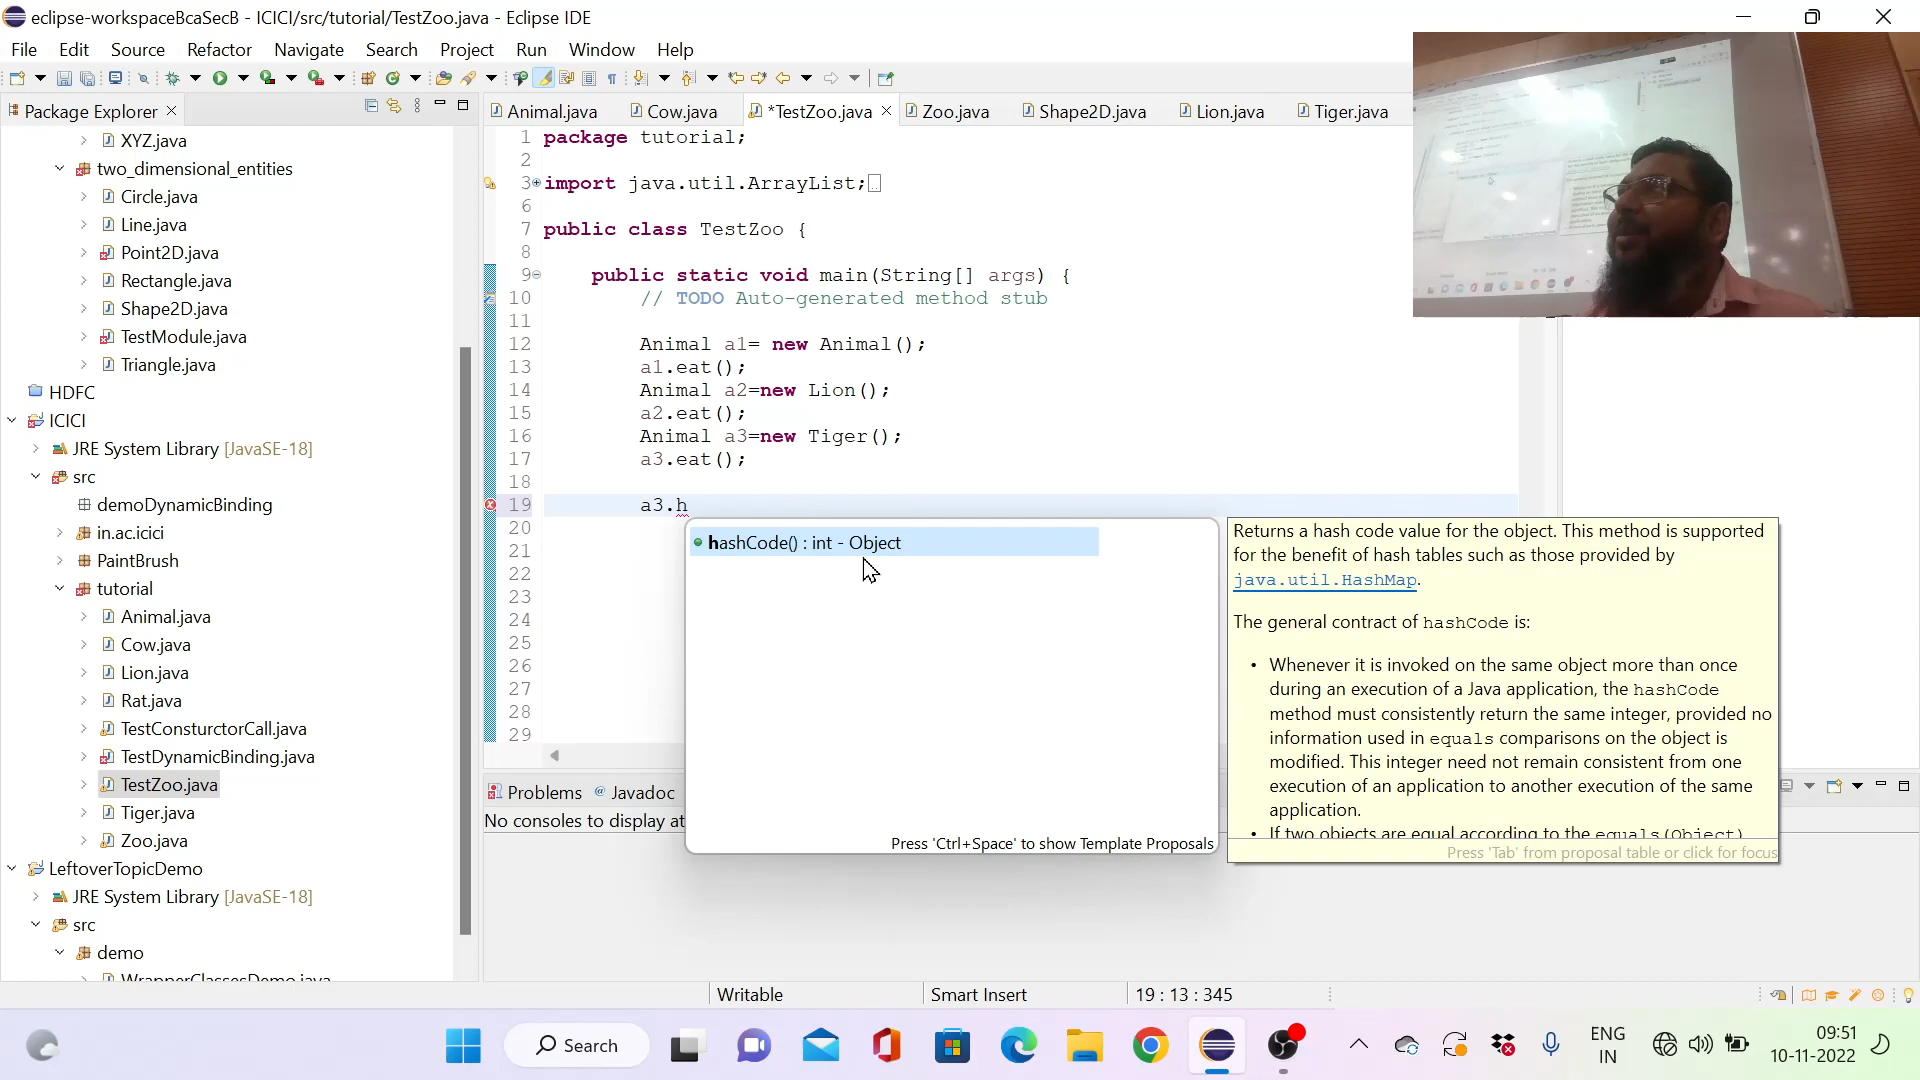 eclipse-workspaceBcaSecB - ICICI/src/tutorial/TestZoo.java - Eclipse IDE
File Edit Source Refactor Navigate Search Project Run Window Help
Package Explorer
XYZ.java
two_dimensional_entities
Circle.java
Line.java
Point2D.java
Rectangle.java
Shape2D.java
TestModule.java
Triangle.java
HDFC
ICICI
JRE System Library [JavaSE-18]
src
demoDynamicBinding
in.ac.icici
PaintBrush
tutorial
Animal.java
Cow.java
Lion.java
Rat.java
TestConsturctorCall.java
TestDynamicBinding.java
TestZoo.java
Tiger.java
Zoo.java
LeftoverTopicDemo
JRE System Library [JavaSE-18]
src
demo
WrapperClassesDemo.java
Animal.java Cow.java *TestZoo.java Zoo.java Shape2D.java Lion.java Tiger.java
1 package tutorial;
2
3 import java.util.ArrayList;
6
7 public class TestZoo {
8
9 public static void main(String[] args) {
10 // TODO Auto-generated method stub
11
12 Animal a1= new Animal();
13 a1.eat();
14 Animal a2=new Lion();
15 a2.eat();
16 Animal a3=new Tiger();
17 a3.eat();
18
19 a3.h
20
21
22
23
24
25
26
27
28
29
hashCode() : int - Object
Press 'Ctrl+Space' to show Template Proposals
Returns a hash code value for the object. This method is supported
for the benefit of hash tables such as those provided by
java.util.HashMap.
The general contract of hashCode is:
• Whenever it is invoked on the same object more than once
during an execution of a Java application, the hashCode
method must consistently return the same integer, provided no
information used in equals comparisons on the object is
modified. This integer need not remain consistent from one
execution of an application to another execution of the same
application.
• If two objects are equal according to the equals(Object)
Press 'Tab' from proposal table or click for focus
Problems Javadoc
No consoles to display at
Writable Smart Insert 19 : 13 : 345
Search
ENG
IN
09:51
10-11-2022